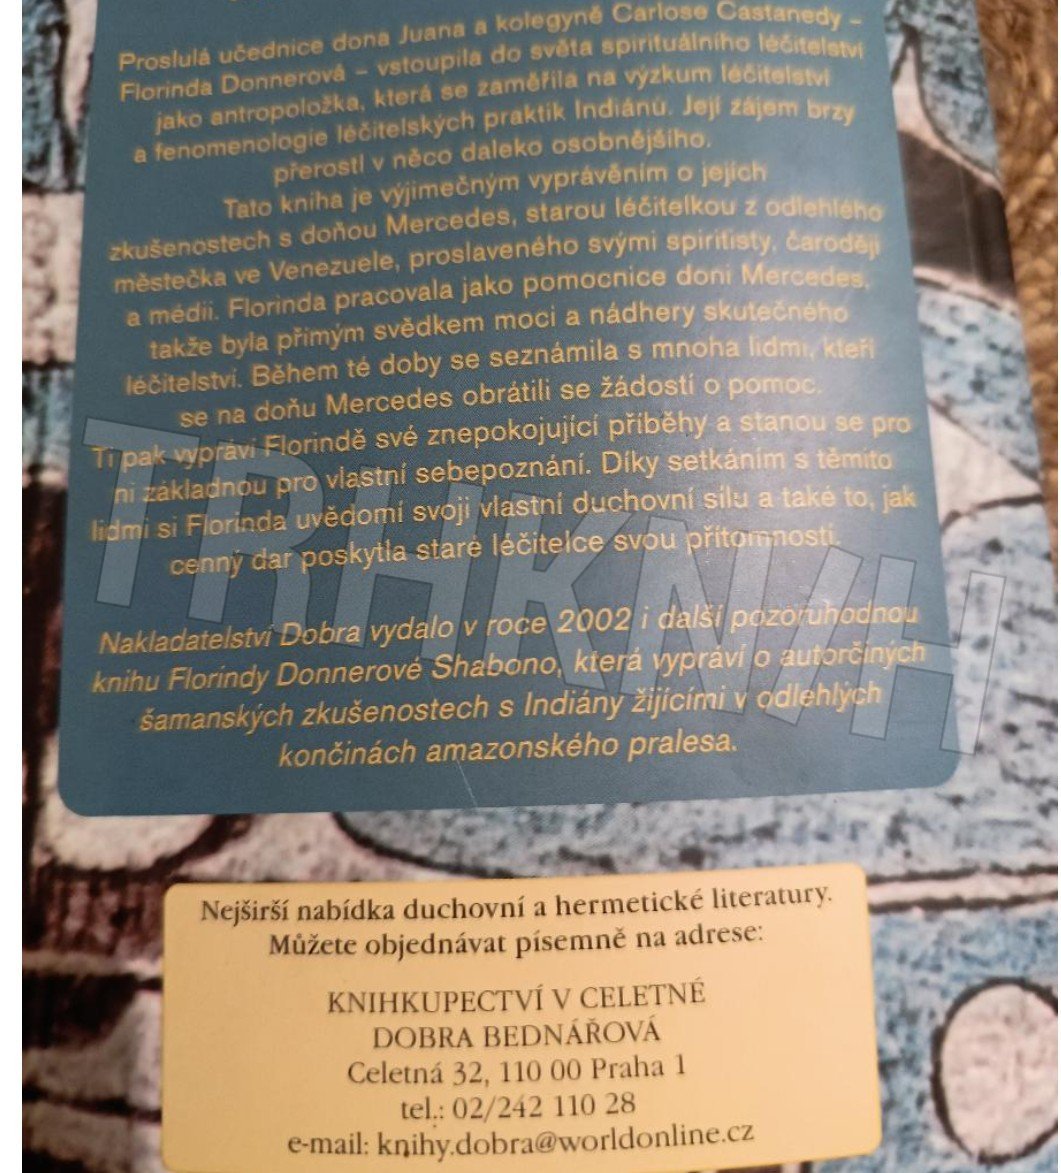 Proslulá učednice dona Juana a kolegyně Carlose Castanedy –
Florinda Donnerová – vstoupila do světa spirituálního léčitelství
jako antropoložka, která se zaměřila na výzkum léčitelství
a fenomenologie léčitelských praktik Indiánů. Její zájem brzy
přerostl v něco daleko osobnějšího.
Tato kniha je výjimečným vyprávěním o jejích
zkušenostech s doňou Mercedes, starou léčitelkou z odlehlého
městečka ve Venezuele, proslaveného svými spiritisty, čaroději
a médii. Florinda pracovala jako pomocnice doni Mercedes,
takže byla přímým svědkem moci a nádhery skutečného
léčitelství. Během té doby se seznámila s mnoha lidmi, kteří
se na doňu Mercedes obrátili se žádostí o pomoc.
Ti pak vypráví Florindě své znepokojující příběhy a stanou se pro
ni základnou pro vlastní sebepoznání. Díky setkáním s těmito
lidmi si Florinda uvědomí svoji vlastní duchovní sílu a také to, jak
cenný dar poskytla staré léčitelce svou přítomností.
Nakladatelství Dobra vydalo v roce 2002 i další pozoruhodnou
knihu Florindy Donnerové Shabono, která vypráví o autorčiných
šamanských zkušenostech s Indiány žijícími v odlehlých
končinách amazonského pralesa.
TRHKNIH
Nejširší nabídka duchovní a hermetické literatury.
Můžete objednávat písemně na adrese:
KNIHKUPECTVÍ V CELETNÉ
DOBRA BEDNÁŘOVÁ
Celetná 32, 110 00 Praha 1
tel.: 02/242 110 28
e-mail: knihy.dobra@worldonline.cz